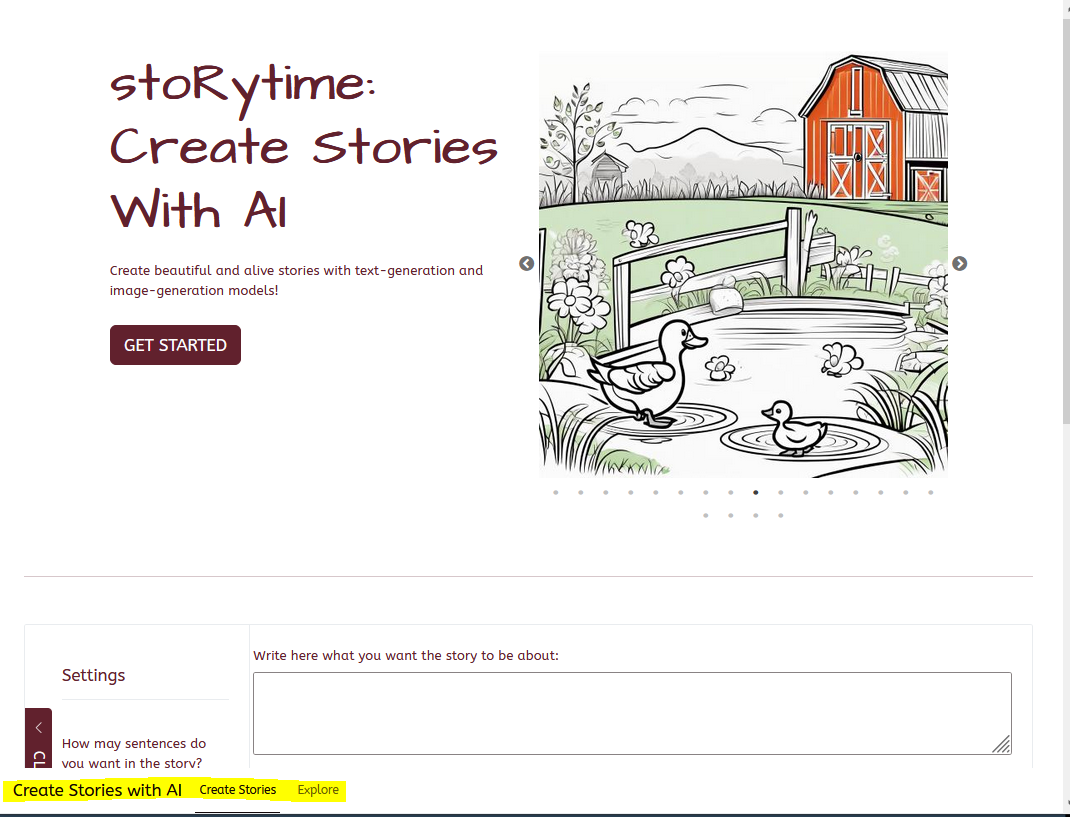 stoRytime:
Create Stories
With AI
Create beautiful and alive stories with text-generation and
image-generation models!
GET STARTED
Write here what you want the story to be about:
Settings
How may sentences do
you want in the story?
CL
Create Stories with AI Create Stories Explore